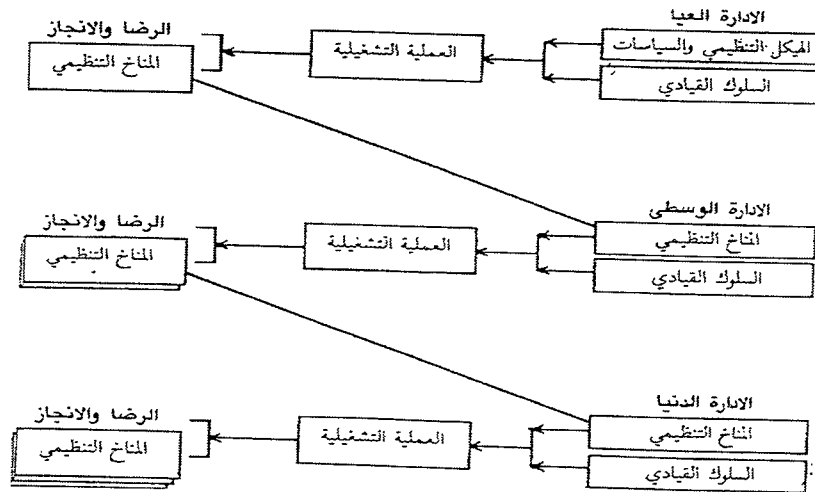 الادارة العيا
الهيكل التنظيمي والسياسات
السلوك القيادي
العملية التشغيلية
الرضا والانجاز
المناخ التنظيمي
الادارة الوسطى
المناخ التنظيمي
السلوك القيادي
العملية التشغيلية
الرضا والانجاز
المناخ التنظيمي
الادارة الدنيا
المناخ التنظيمي
السلوك القيادي
العملية التشغيلية
الرضا والانجاز
المناخ التنظيمي